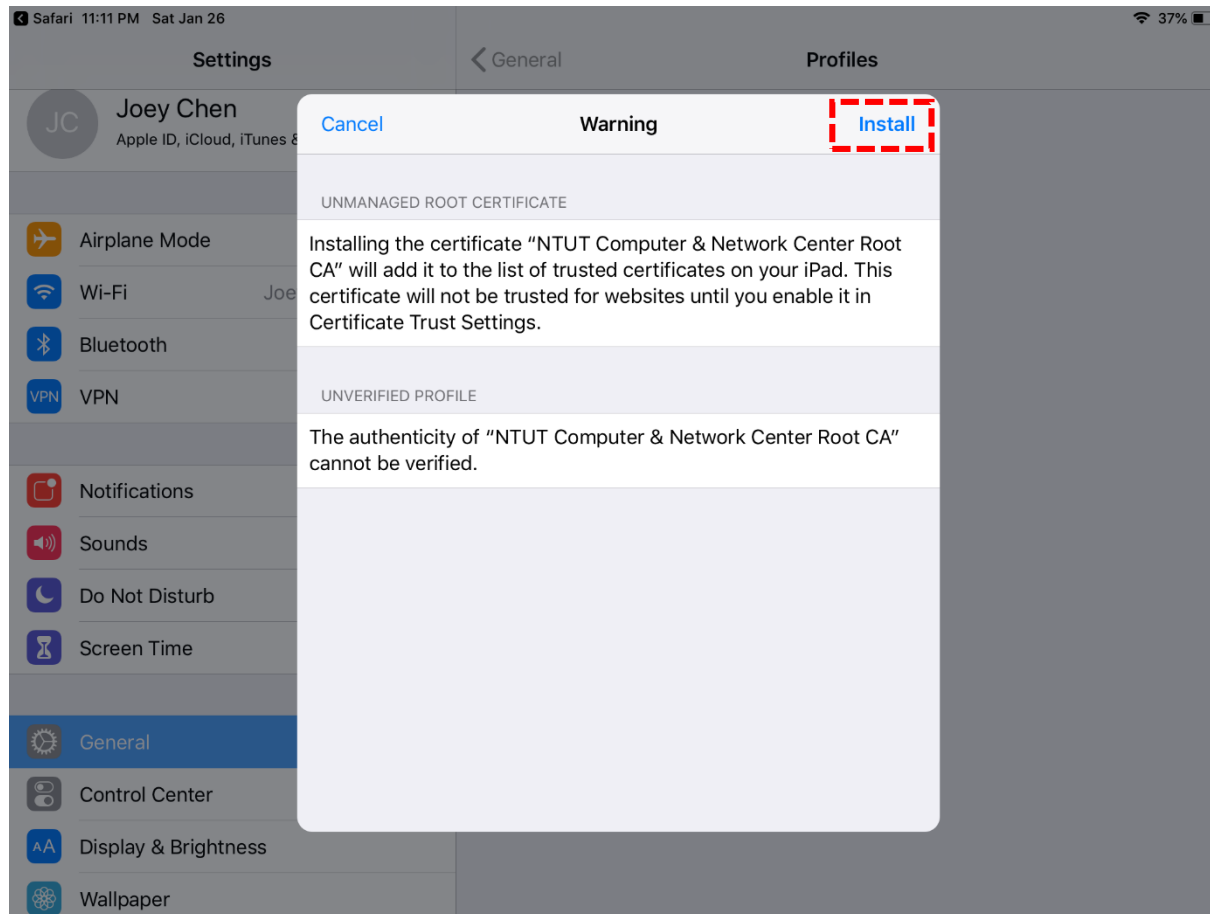 Safari 11:11 PM Sat Jan 26
37%
Settings
General
Profiles
JC
Joey Chen
Apple ID, iCloud, iTunes &
Airplane Mode
Wi-Fi
Joe
Bluetooth
VPN
VPN
Notifications
Sounds
Do Not Disturb
Screen Time
General
Control Center
AA
Display & Brightness
Wallpaper
Cancel
Warning
Install
UNMANAGED ROOT CERTIFICATE
Installing the certificate “NTUT Computer & Network Center Root
CA” will add it to the list of trusted certificates on your iPad. This
certificate will not be trusted for websites until you enable it in
Certificate Trust Settings.
UNVERIFIED PROFILE
The authenticity of “NTUT Computer & Network Center Root CA”
cannot be verified.